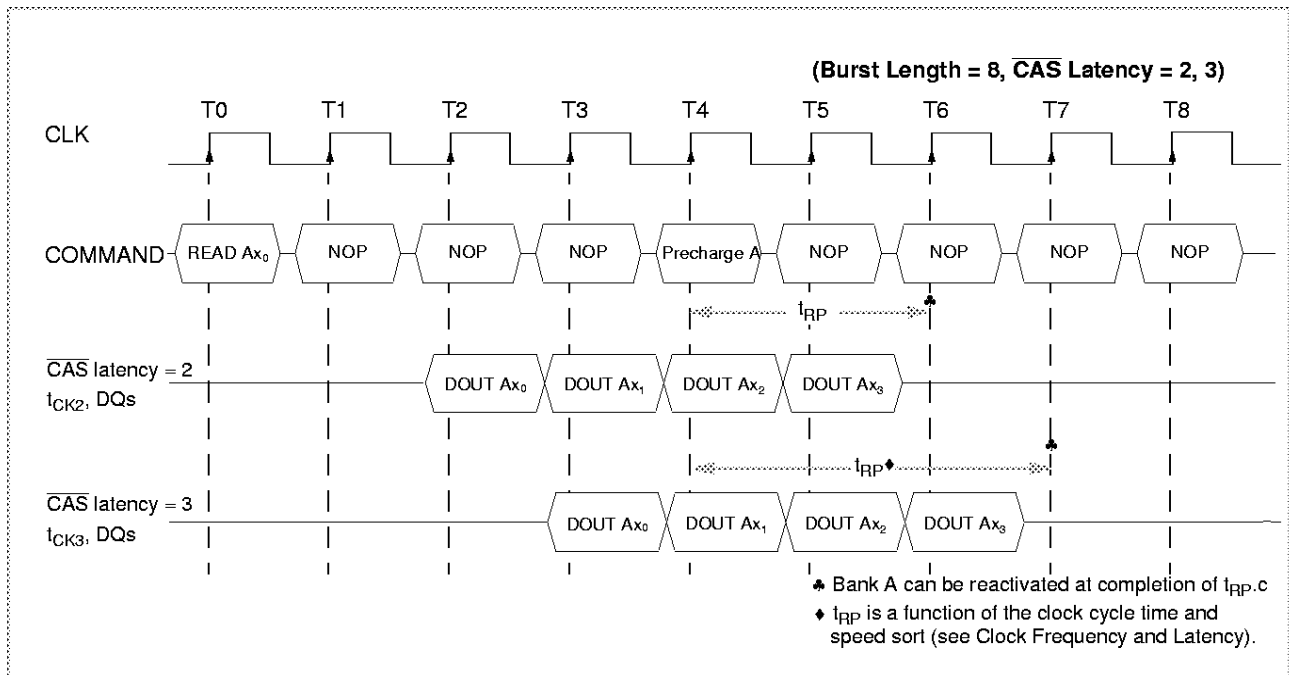 (Burst Length = 8, CAS Latency = 2, 3)
T0 T1 T2 T3 T4 T5 T6 T7 T8
CLK
COMMAND READ Ax0 NOP NOP NOP Precharge A NOP NOP NOP NOP
tRP
CAS latency = 2
tCK2, DQs
DOUT Ax0 DOUT Ax1 DOUT Ax2 DOUT Ax3
tRP♦
CAS latency = 3
tCK3, DQs
DOUT Ax0 DOUT Ax1 DOUT Ax2 DOUT Ax3
♣ Bank A can be reactivated at completion of tRP.c
♦ tRP is a function of the clock cycle time and
speed sort (see Clock Frequency and Latency).